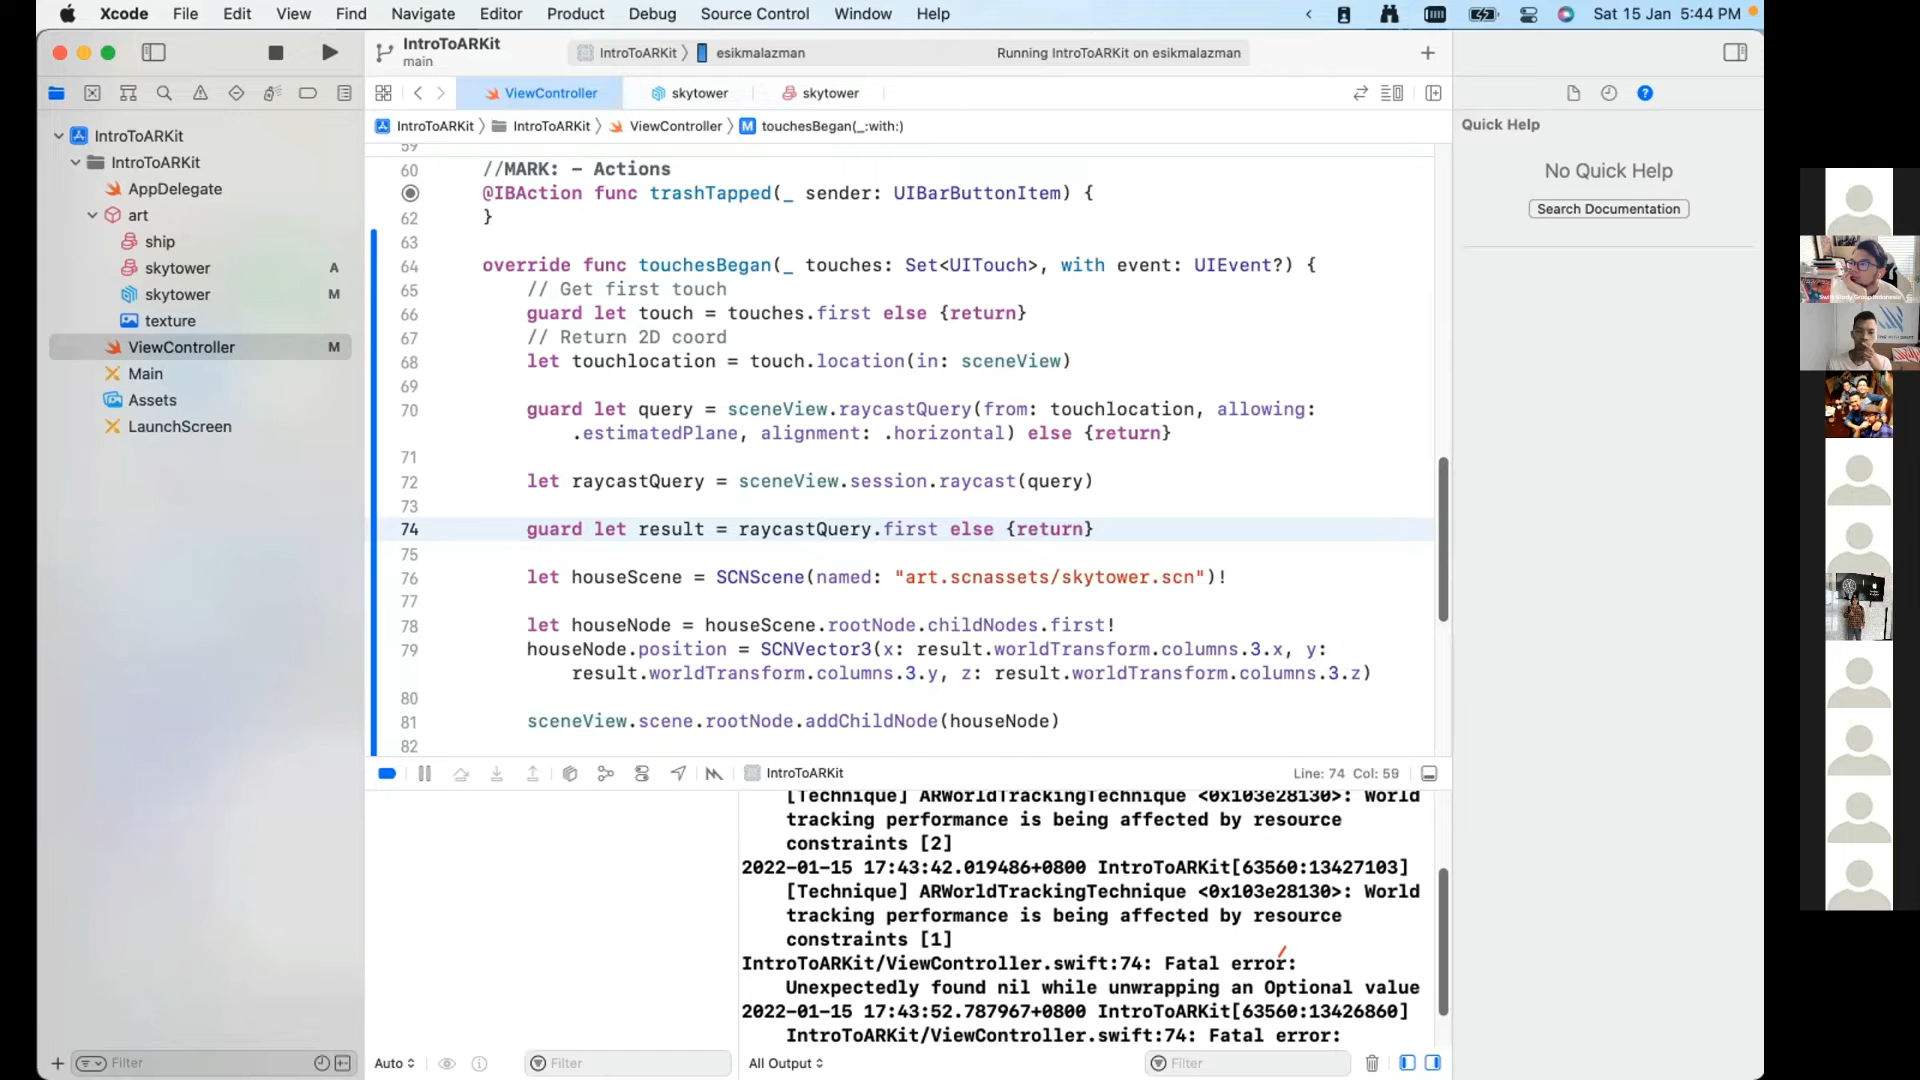 Xcode File Edit View Find Navigate Editor Product Debug Source Control Window Help
Sat 15 Jan 5:44 PM
IntroToARKit
main
IntroToARKit esikmalazman Running IntroToARKit on esikmalazman
ViewController skytower skytower
IntroToARKit IntroToARKit ViewController M touchesBegan(_:with:)
IntroToARKit
IntroToARKit
AppDelegate
art
ship
skytower A
skytower M
texture
ViewController M
Main
Assets
LaunchScreen
Filter
59
60 //MARK: - Actions
@IBAction func trashTapped(_ sender: UIBarButtonItem) {
62 }
63
64 override func touchesBegan(_ touches: Set<UITouch>, with event: UIEvent?) {
65 // Get first touch
66 guard let touch = touches.first else {return}
67 // Return 2D coord
68 let touchlocation = touch.location(in: sceneView)
69
70 guard let query = sceneView.raycastQuery(from: touchlocation, allowing:
.estimatedPlane, alignment: .horizontal) else {return}
71
72 let raycastQuery = sceneView.session.raycast(query)
73
74 guard let result = raycastQuery.first else {return}
75
76 let houseScene = SCNScene(named: "art.scnassets/skytower.scn")!
77
78 let houseNode = houseScene.rootNode.childNodes.first!
79 houseNode.position = SCNVector3(x: result.worldTransform.columns.3.x, y:
result.worldTransform.columns.3.y, z: result.worldTransform.columns.3.z)
80
81 sceneView.scene.rootNode.addChildNode(houseNode)
82
IntroToARKit
Line: 74 Col: 59
[Technique] ARWorldTrackingTechnique <0x103e28130>: World
tracking performance is being affected by resource
constraints [2]
2022-01-15 17:43:42.019486+0800 IntroToARKit[63560:13427103]
[Technique] ARWorldTrackingTechnique <0x103e28130>: World
tracking performance is being affected by resource
constraints [1]
IntroToARKit/ViewController.swift:74: Fatal error:
Unexpectedly found nil while unwrapping an Optional value
2022-01-15 17:43:52.787967+0800 IntroToARKit[63560:13426860]
IntroToARKit/ViewController.swift:74: Fatal error:
Auto Filter All Output Filter
Quick Help
No Quick Help
Search Documentation